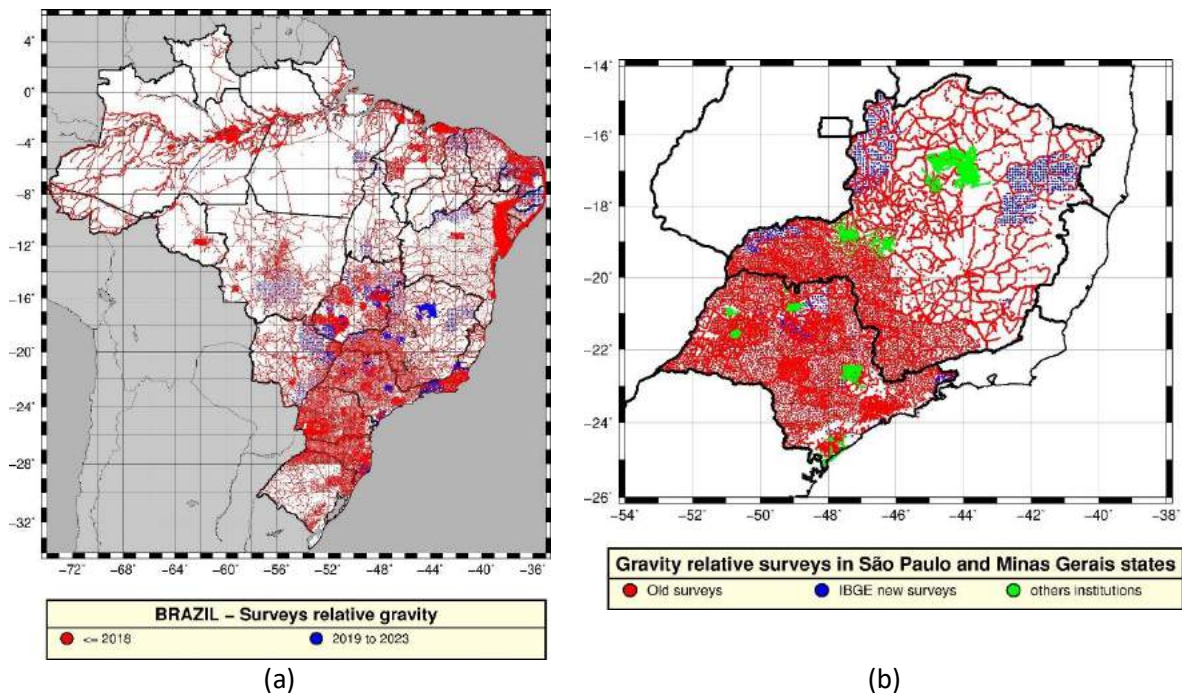 4°
0°
−4°
−8°
−12°
−16°
−20°
−24°
−28°
−32°
−72° −68° −64° −60° −56° −52° −48° −44° −40° −36°
BRAZIL − Surveys relative gravity
<= 2018 2019 to 2023
(a)
−14°
−16°
−18°
−20°
−22°
−24°
−26°
−54° −52° −50° −48° −46° −44° −42° −40° −38°
Gravity relative surveys in São Paulo and Minas Gerais states
Old surveys IBGE new surveys others institutions
(b)